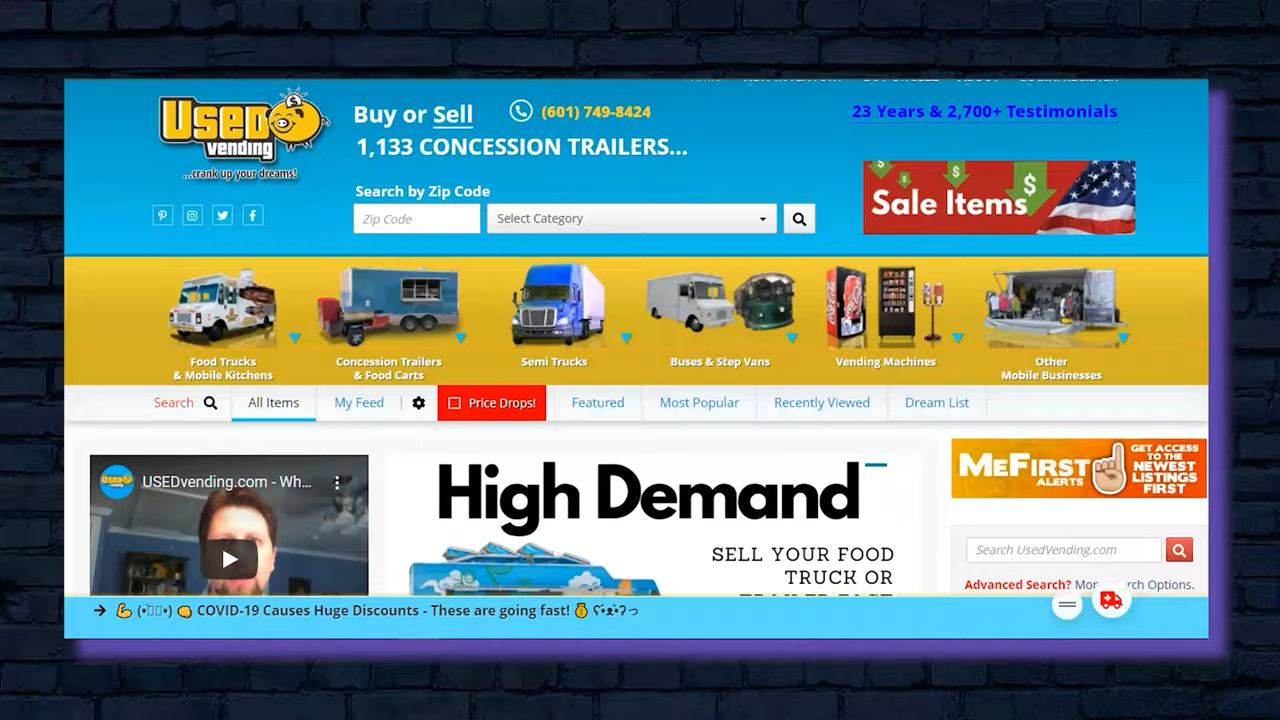 Used
vending
...crank up your dreams!
Buy or Sell
(601) 749-8424
1,133 CONCESSION TRAILERS...
23 Years & 2,700+ Testimonials
Search by Zip Code
Zip Code
Select Category
$ $ $ $
Sale Items
Food Trucks
& Mobile Kitchens
Concession Trailers
& Food Carts
Semi Trucks
Buses & Step Vans
Vending Machines
Other
Mobile Businesses
Search
All Items
My Feed
Price Drops!
Featured
Most Popular
Recently Viewed
Dream List
USEDvending.com - Wh...
High Demand
SELL YOUR FOOD
TRUCK OR
MEFIRST
ALERTS
GET ACCESS
TO THE
NEWEST
LISTINGS
FIRST
Search UsedVending.com
Advanced Search? Options.
COVID-19 Causes Huge Discounts - These are going fast!